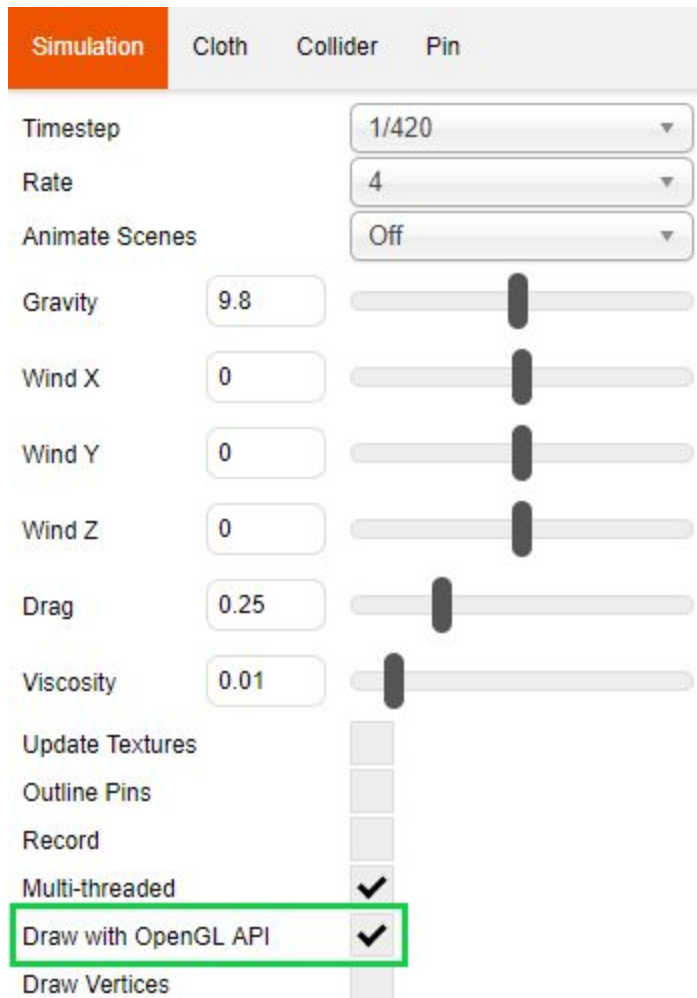 Simulation Cloth Collider Pin
Timestep 1/420
Rate 4
Animate Scenes Off
Gravity 9.8
Wind X 0
Wind Y 0
Wind Z 0
Drag 0.25
Viscosity 0.01
Update Textures
Outline Pins
Record
Multi-threaded
Draw with OpenGL API
Draw Vertices